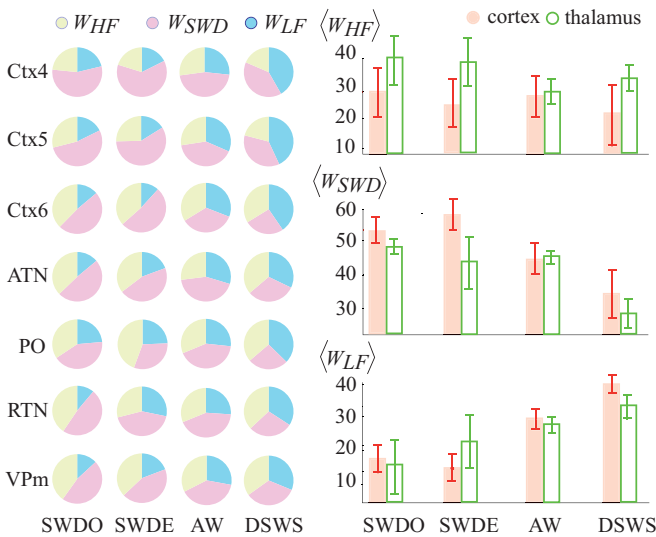 W_HF W_SWD W_LF
Ctx4
Ctx5
Ctx6
ATN
PO
RTN
VPm
SWDO SWDE AW DSWS
⟨W_HF⟩ cortex thalamus
40
30
20
10
⟨W_SWD⟩
60
50
40
30
⟨W_LF⟩
40
30
20
10
SWDO SWDE AW DSWS